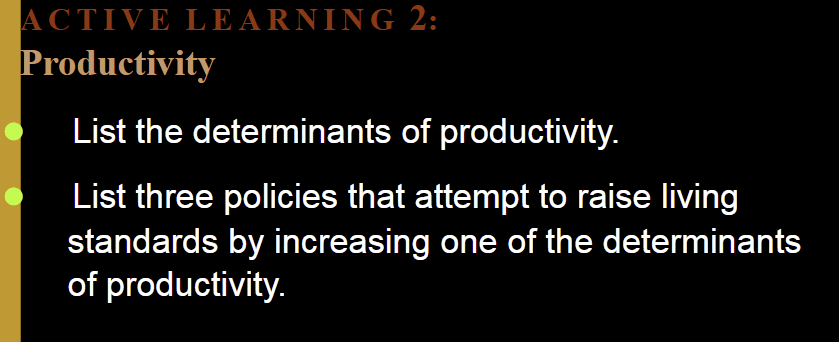 ACTIVE LEARNING 2:
Productivity
List the determinants of productivity.
List three policies that attempt to raise living
standards by increasing one of the determinants
of productivity.